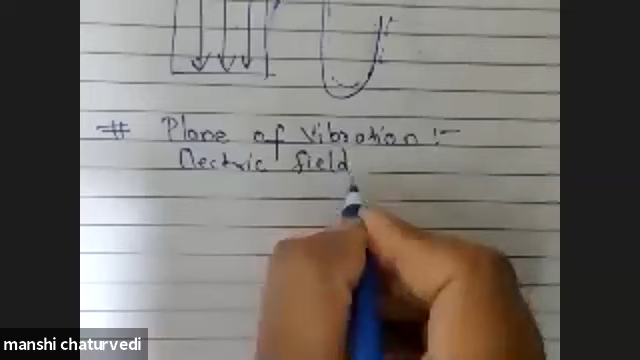 # Plane of Vibration :-
Electric field
manshi chaturvedi